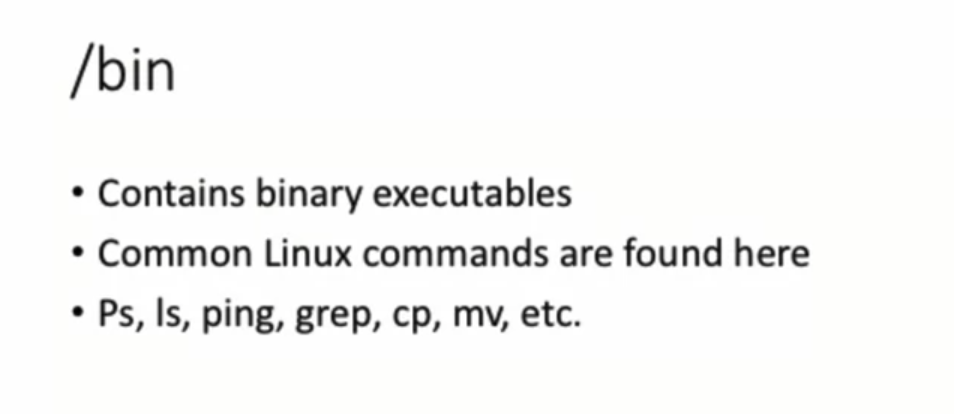 /bin
• Contains binary executables
• Common Linux commands are found here
• Ps, ls, ping, grep, cp, mv, etc.